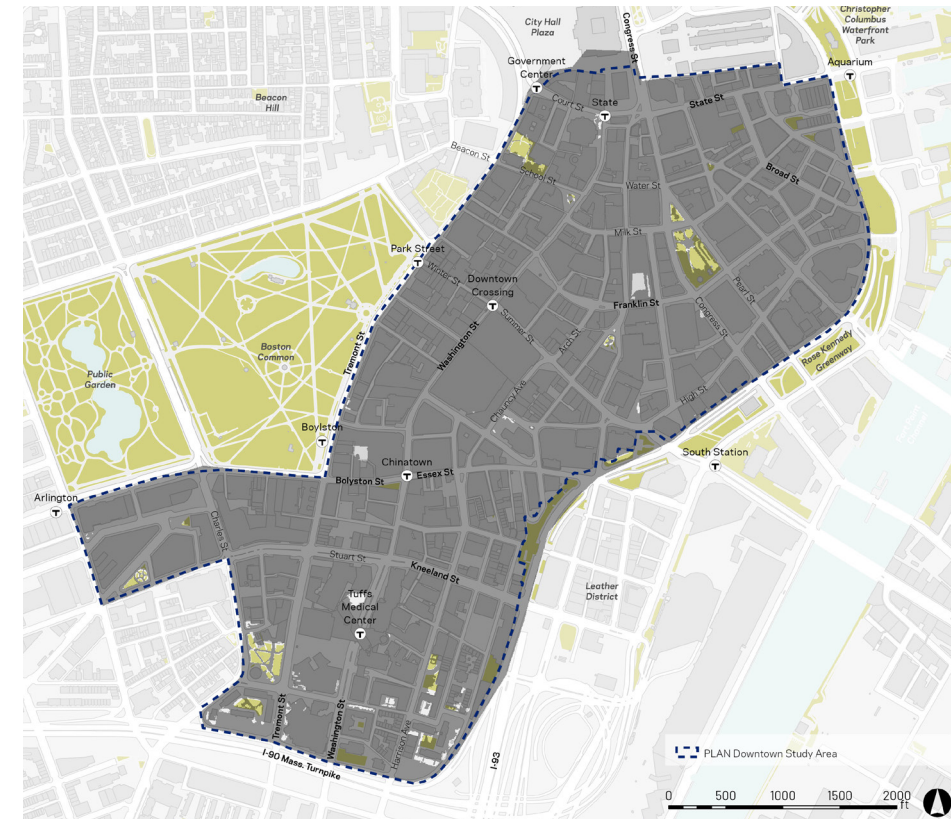 Christopher
Columbus
Waterfront
Park
City Hall
Plaza
Congress St
Government
Center
T
Aquarium
T
Beacon
Hill
Court St
State
T
State St
Beacon St
School St
Water St
Broad St
Milk St
Park Street
T
Winter St
Downtown
Crossing
T
Franklin St
Pearl St
Summer St
Arch St
Congress St
Washington St
Tremont St
Boston
Common
Public
Garden
Rose Kennedy
Greenway
Chauncy Ave
High St
Boylston
T
South Station
T
Chinatown
T
Essex St
Bolyston St
Arlington
T
Charles St
Stuart St
Kneeland St
Leather
District
Tuffs
Medical
Center
T
Tremont St
Washington St
Harrison Ave
I-93
I-90 Mass. Turnpike
PLAN Downtown Study Area
0 500 1000 1500 2000
ft